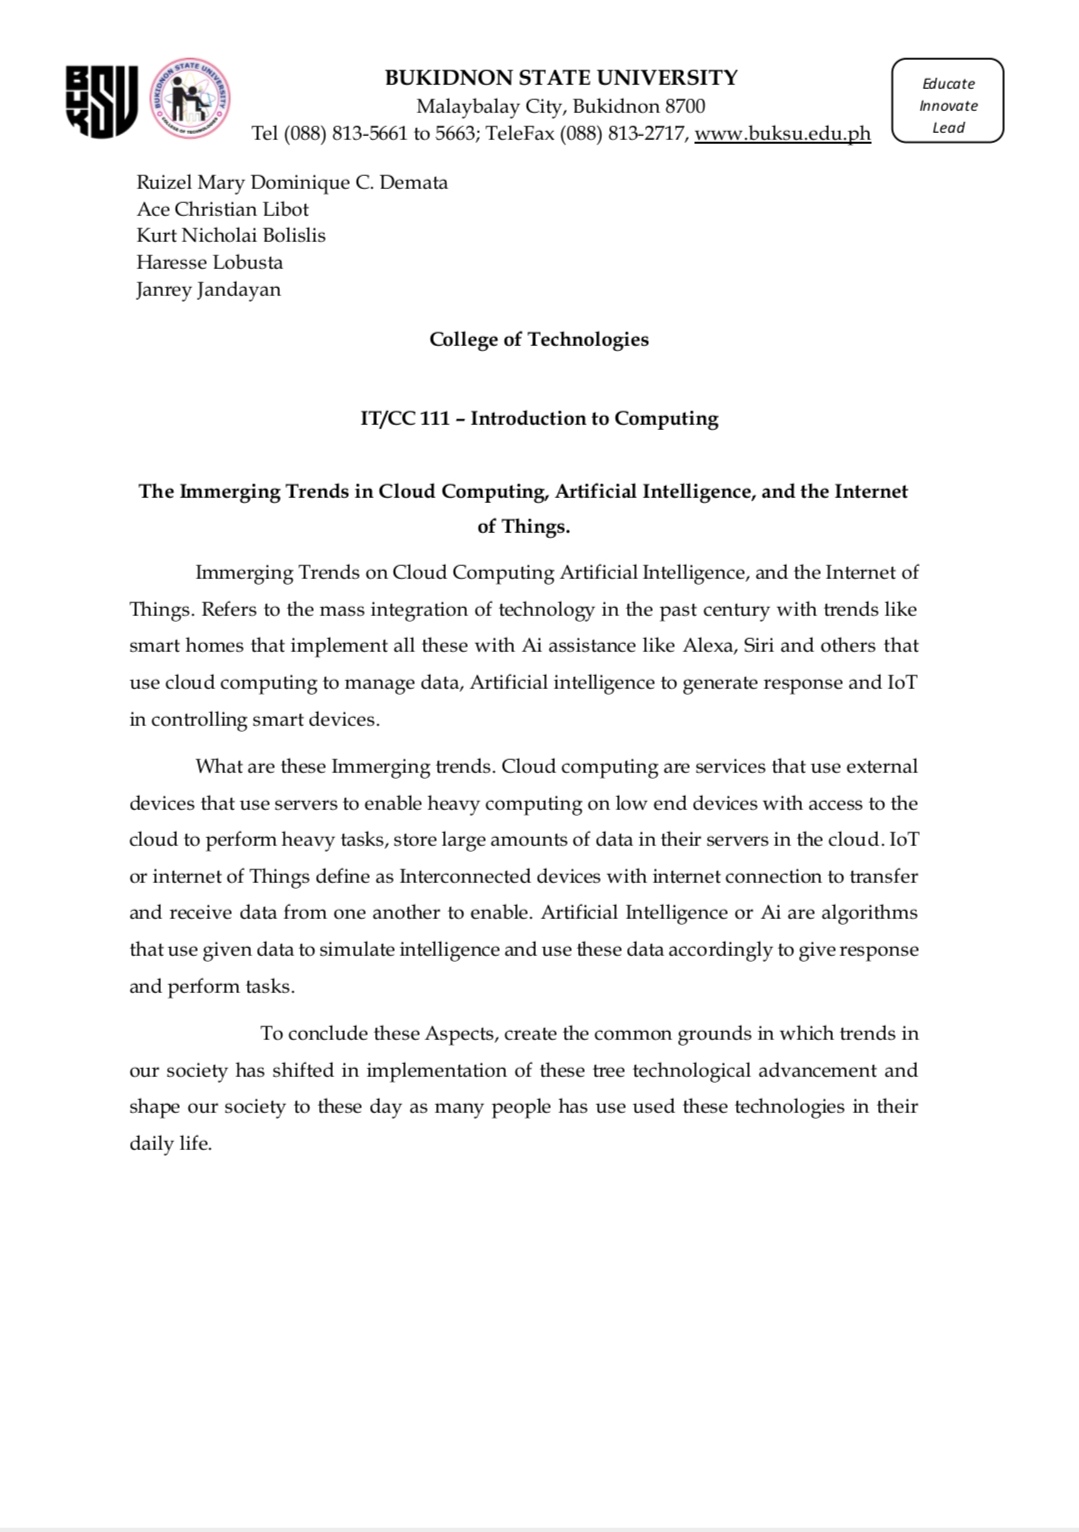 BUKSU
BUKIDNON STATE UNIVERSITY
COLLEGE OF TECHNOLOGIES
BUKIDNON STATE UNIVERSITY
Malaybalay City, Bukidnon 8700
Tel (088) 813-5661 to 5663; TeleFax (088) 813-2717, www.buksu.edu.ph
Educate
Innovate
Lead
Ruizel Mary Dominique C. Demata
Ace Christian Libot
Kurt Nicholai Bolislis
Haresse Lobusta
Janrey Jandayan
College of Technologies
IT/CC 111 – Introduction to Computing
The Immerging Trends in Cloud Computing, Artificial Intelligence, and the Internet
of Things.
Immerging Trends on Cloud Computing Artificial Intelligence, and the Internet of
Things. Refers to the mass integration of technology in the past century with trends like
smart homes that implement all these with Ai assistance like Alexa, Siri and others that
use cloud computing to manage data, Artificial intelligence to generate response and IoT
in controlling smart devices.
What are these Immerging trends. Cloud computing are services that use external
devices that use servers to enable heavy computing on low end devices with access to the
cloud to perform heavy tasks, store large amounts of data in their servers in the cloud. IoT
or internet of Things define as Interconnected devices with internet connection to transfer
and receive data from one another to enable. Artificial Intelligence or Ai are algorithms
that use given data to simulate intelligence and use these data accordingly to give response
and perform tasks.
To conclude these Aspects, create the common grounds in which trends in
our society has shifted in implementation of these tree technological advancement and
shape our society to these day as many people has use used these technologies in their
daily life.